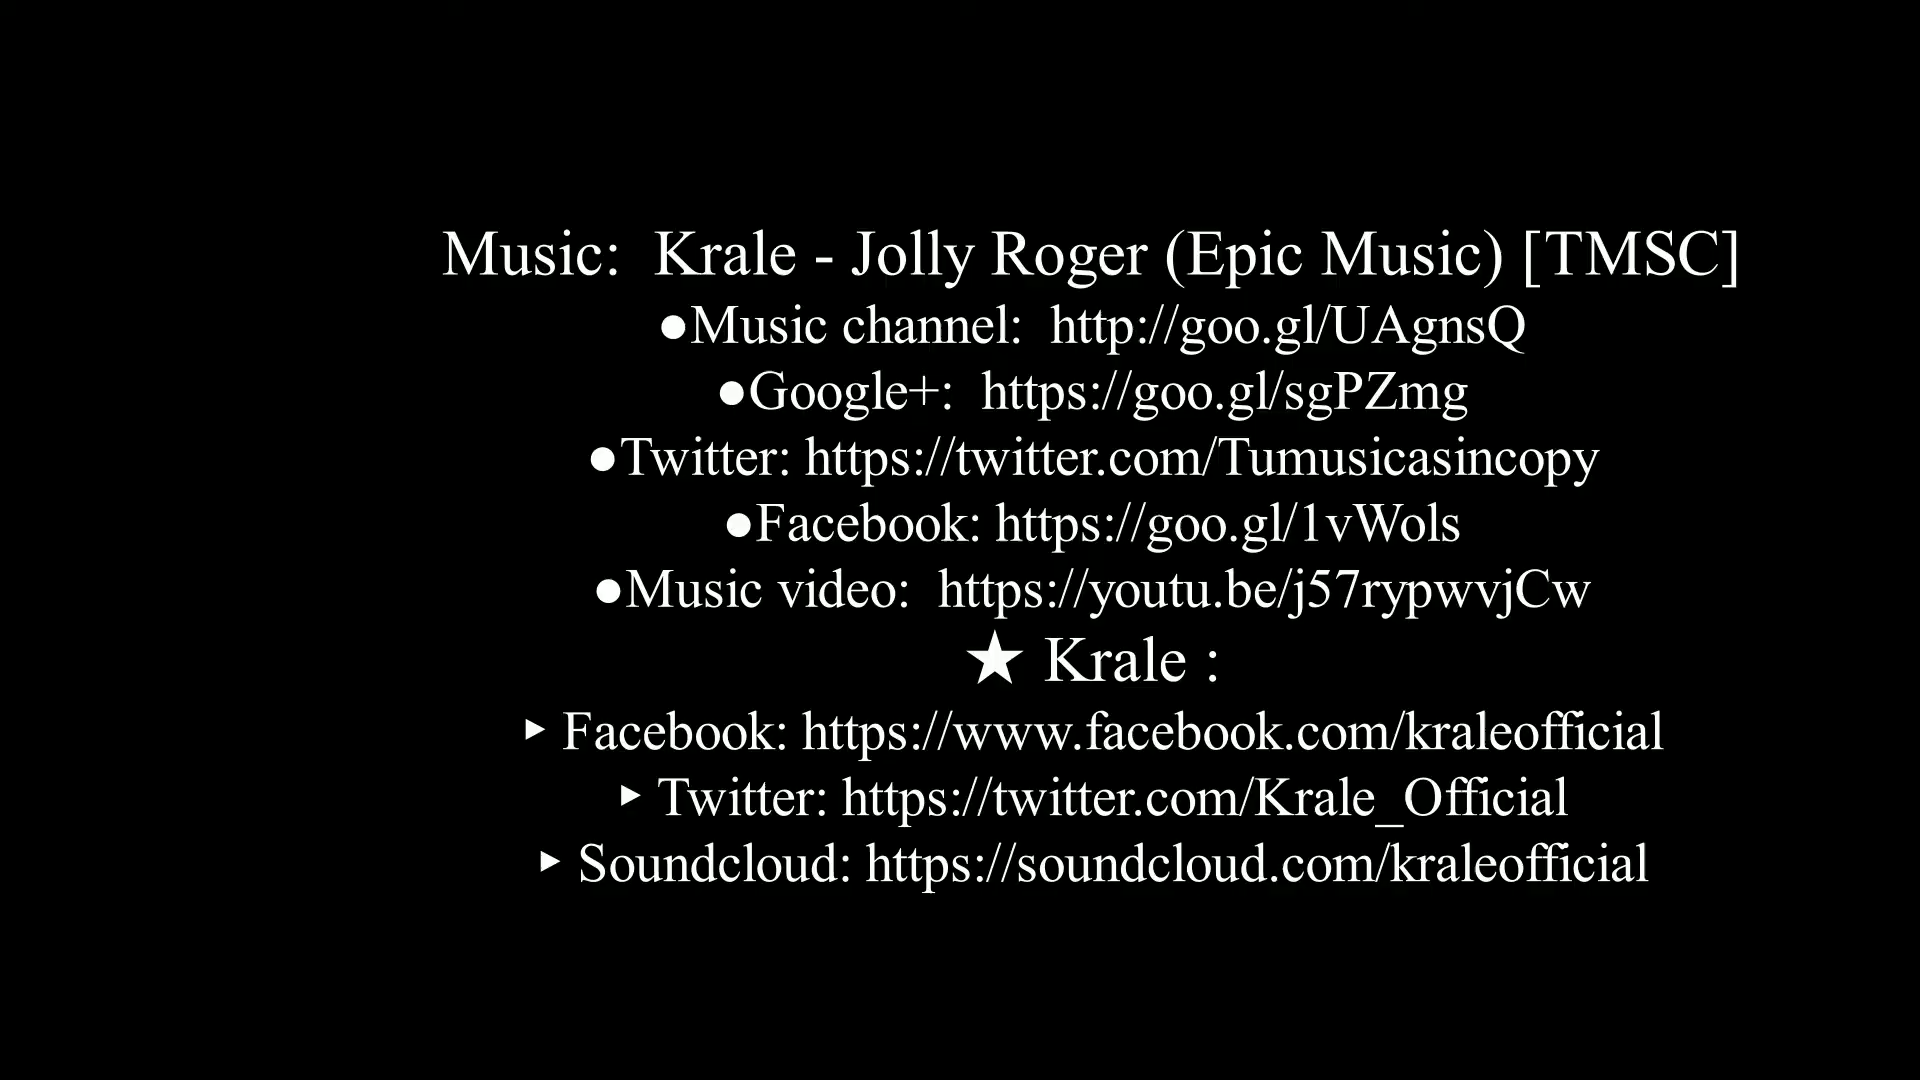 Music:  Krale - Jolly Roger (Epic Music) [TMSC]
●Music channel:  http://goo.gl/UAgnsQ
●Google+:  https://goo.gl/sgPZmg
●Twitter: https://twitter.com/Tumusicasincopy
●Facebook: https://goo.gl/1vWols
●Music video:  https://youtu.be/j57rypwvjCw
★ Krale :
▸ Facebook: https://www.facebook.com/kraleofficial
▸ Twitter: https://twitter.com/Krale_Official
▸ Soundcloud: https://soundcloud.com/kraleofficial